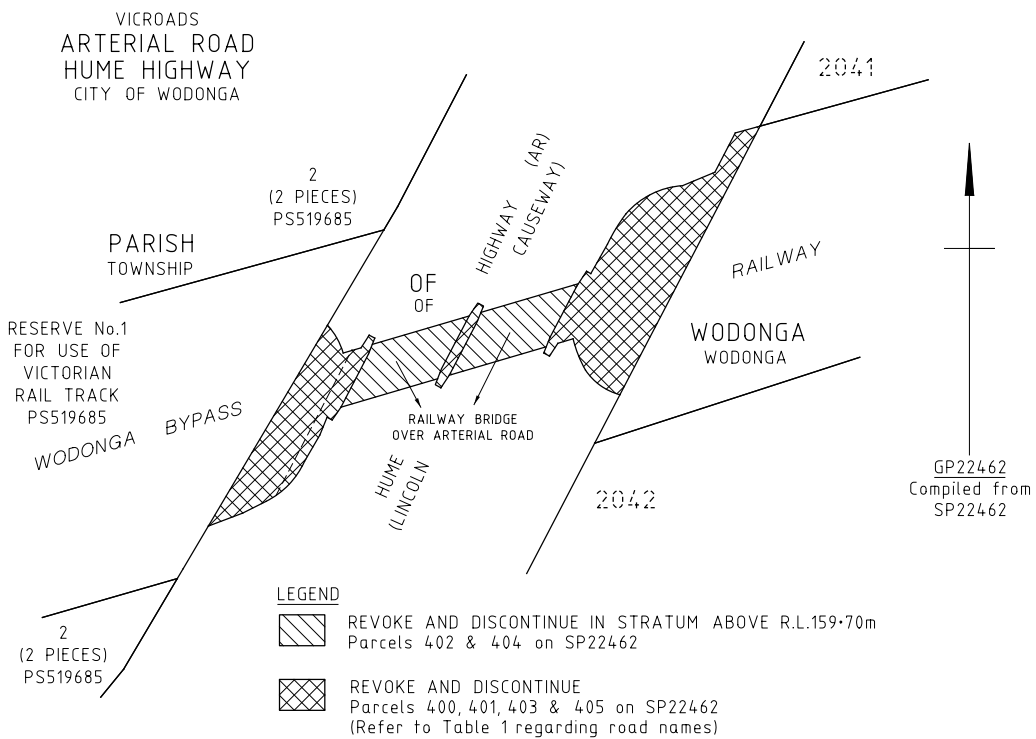 VICROADS
ARTERIAL ROAD
HUME HIGHWAY
CITY OF WODONGA
2041
2
(2 PIECES)
PS519685
HIGHWAY (AR)
CAUSEWAY)
PARISH
TOWNSHIP
OF
OF
RAILWAY
WODONGA
WODONGA
RESERVE No.1
FOR USE OF
VICTORIAN
RAIL TRACK
PS519685
WODONGA BYPASS
RAILWAY BRIDGE
OVER ARTERIAL ROAD
HUME
(LINCOLN
2042
GP22462
Compiled from
SP22462
2
(2 PIECES)
PS519685
LEGEND
REVOKE AND DISCONTINUE IN STRATUM ABOVE R.L.159•70m
Parcels 402 & 404 on SP22462
REVOKE AND DISCONTINUE
Parcels 400, 401, 403 & 405 on SP22462
(Refer to Table 1 regarding road names)